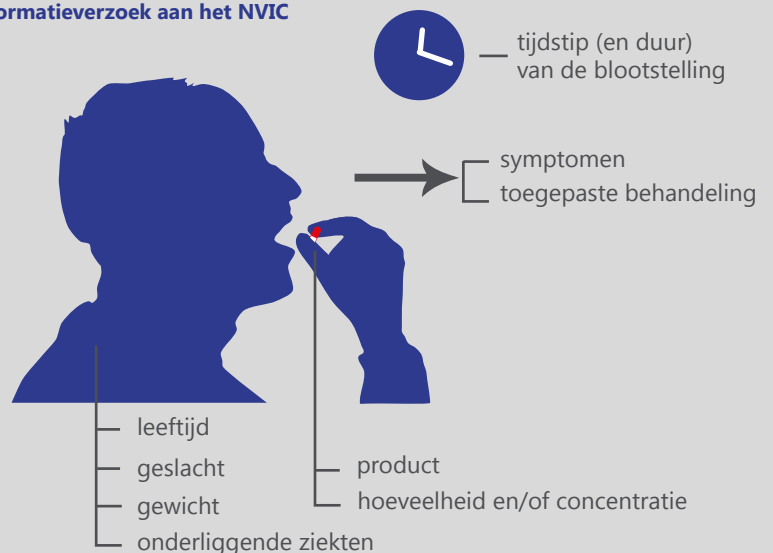 ormatieverzoek aan het NVIC
tijdstip (en duur)
van de blootstelling
symptomen
toegepaste behandeling
leeftijd
geslacht
gewicht
onderliggende ziekten
product
hoeveelheid en/of concentratie